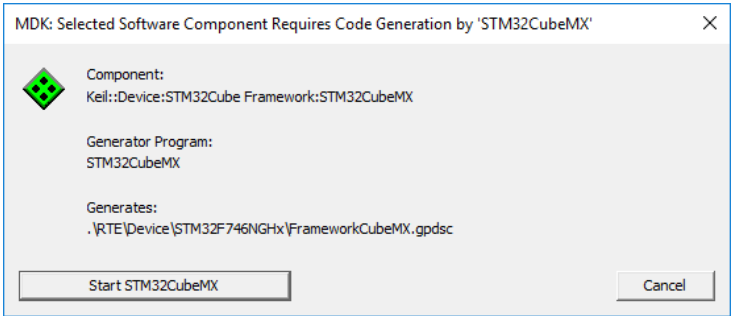 MDK: Selected Software Component Requires Code Generation by 'STM32CubeMX'
Component:
Keil::Device:STM32Cube Framework:STM32CubeMX
Generator Program:
STM32CubeMX
Generates:
.\RTE\Device\STM32F746NGHx\FrameworkCubeMX.gpdsc
Start STM32CubeMX
Cancel